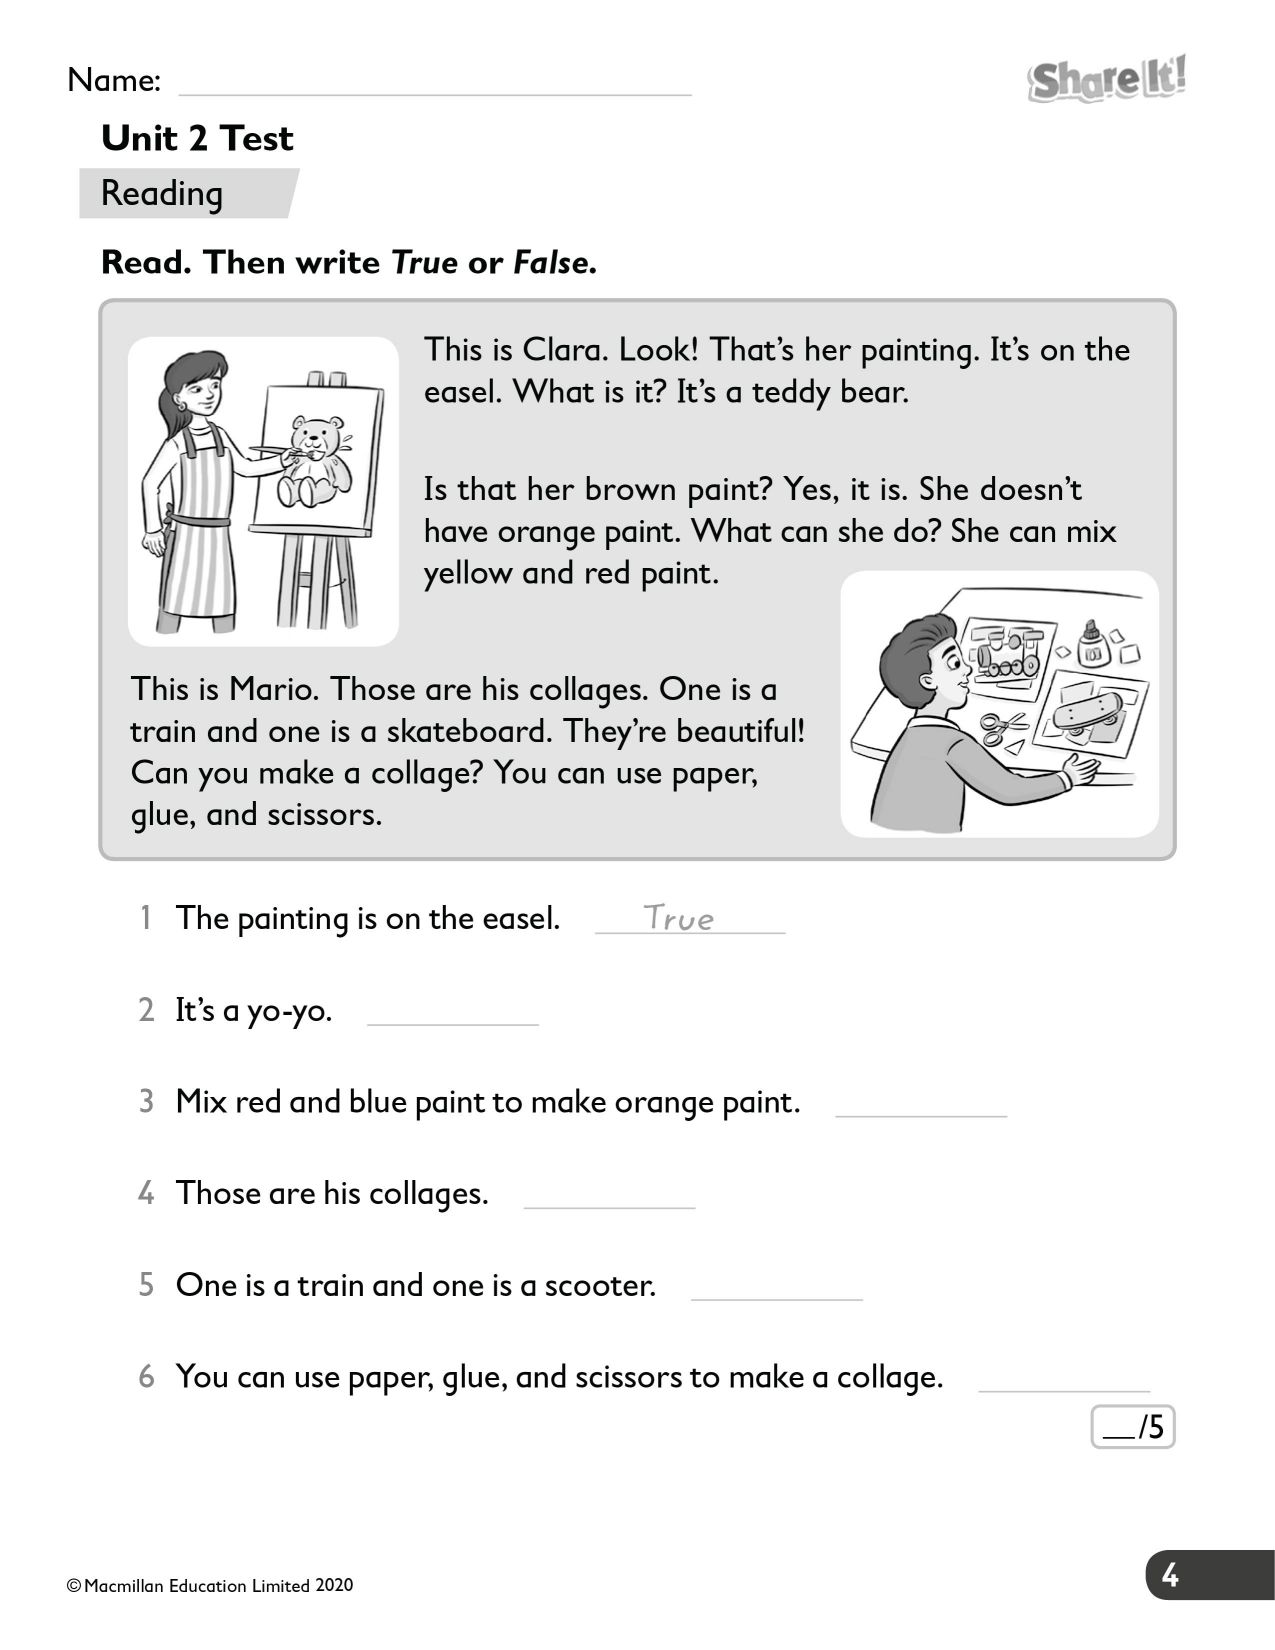 Name:
Share It!
Unit 2 Test
Reading
Read. Then write True or False.
This is Clara. Look! That's her painting. It's on the
easel. What is it? It's a teddy bear.
Is that her brown paint? Yes, it is. She doesn't
have orange paint. What can she do? She can mix
yellow and red paint.
This is Mario. Those are his collages. One is a
train and one is a skateboard. They're beautiful!
Can you make a collage? You can use paper,
glue, and scissors.
1 The painting is on the easel. True
2 It's a yo-yo.
3 Mix red and blue paint to make orange paint.
4 Those are his collages.
5 One is a train and one is a scooter.
6 You can use paper, glue, and scissors to make a collage.
__/5
© Macmillan Education Limited 2020
4